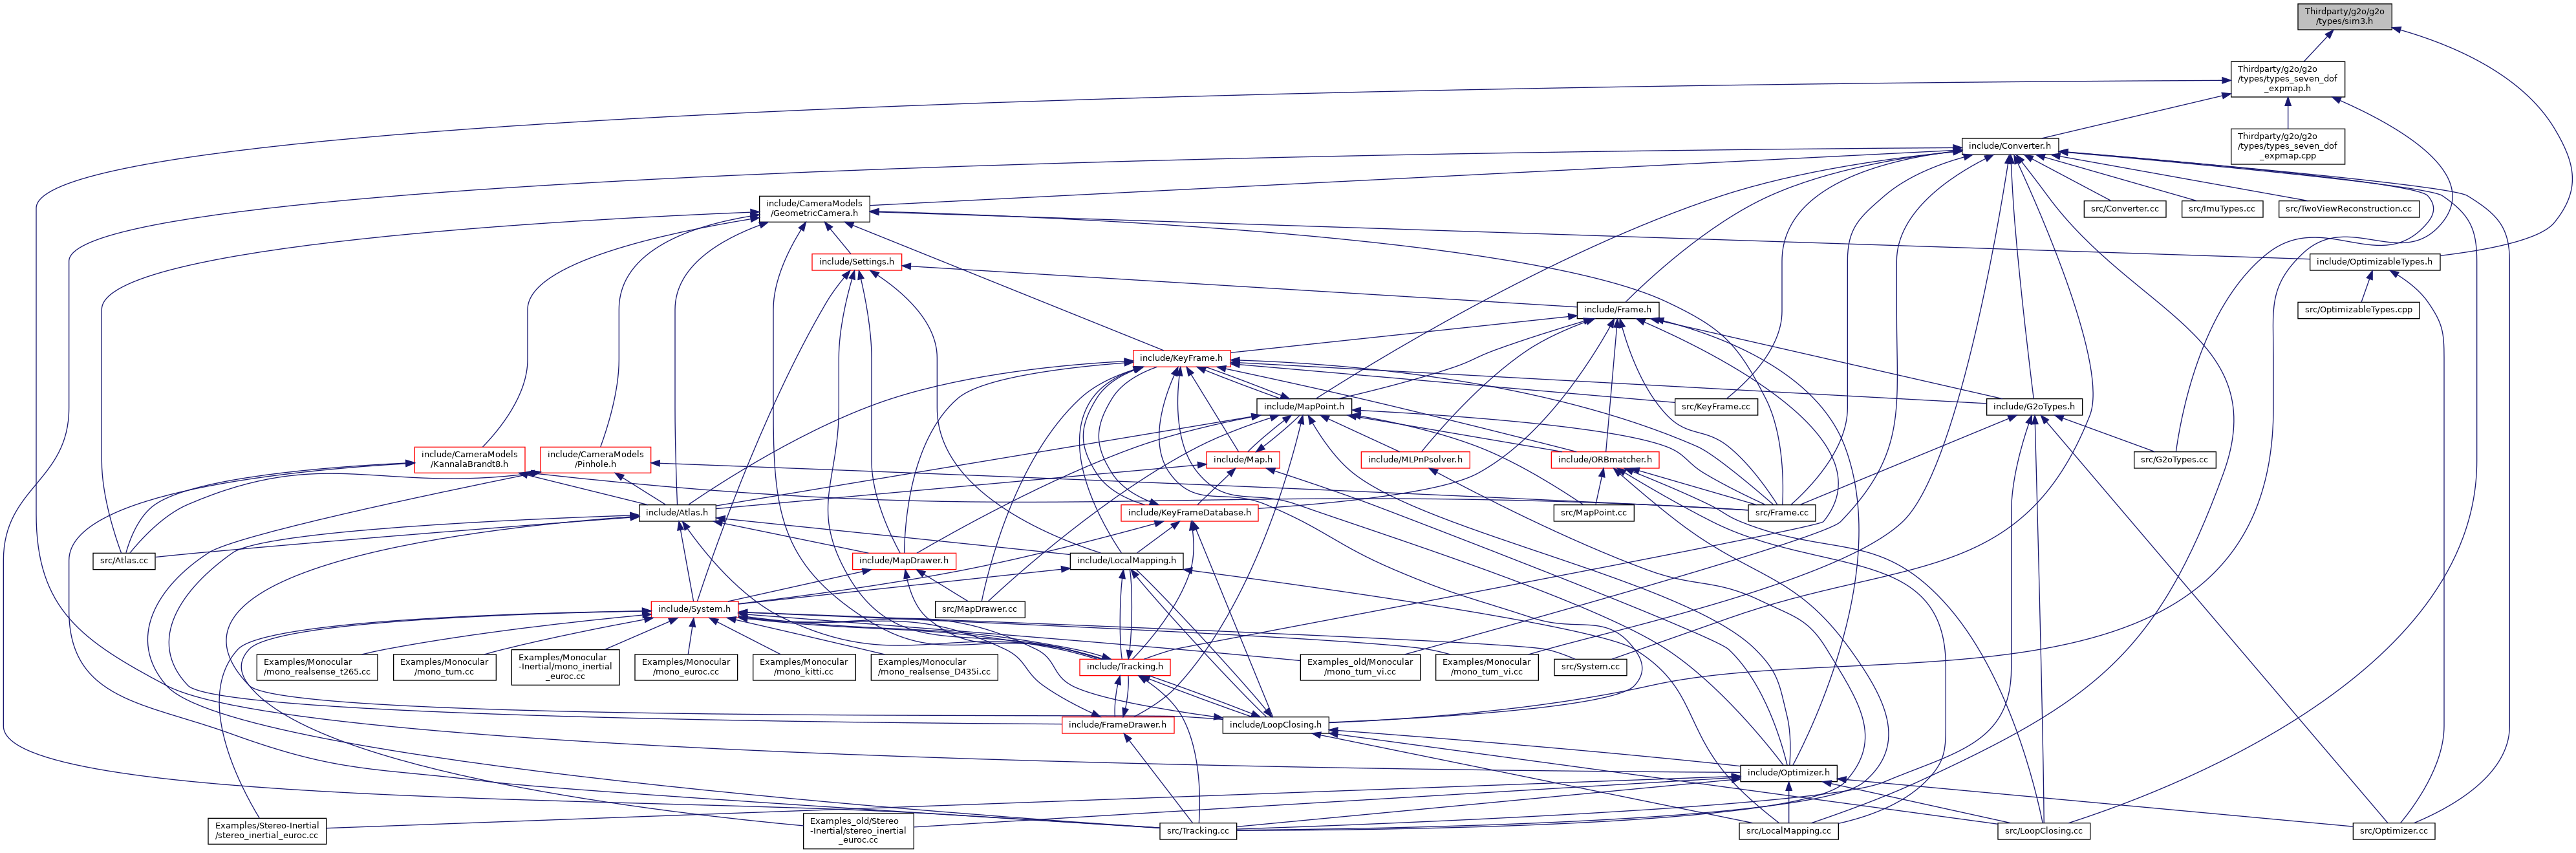 Thirdparty/g2o/g2o
/types/sim3.h
Thirdparty/g2o/g2o
/types/types_seven_dof
_expmap.h
Thirdparty/g2o/g2o
/types/types_seven_dof
_expmap.cpp
include/Converter.h
include/CameraModels
/GeometricCamera.h
src/Converter.cc
src/ImuTypes.cc
src/TwoViewReconstruction.cc
include/Settings.h
include/OptimizableTypes.h
include/Frame.h
src/OptimizableTypes.cpp
include/KeyFrame.h
include/MapPoint.h
src/KeyFrame.cc
include/G2oTypes.h
include/CameraModels
/KannalaBrandt8.h
include/CameraModels
/Pinhole.h
include/Map.h
include/MLPnPsolver.h
include/ORBmatcher.h
src/G2oTypes.cc
include/Atlas.h
include/KeyFrameDatabase.h
src/MapPoint.cc
src/Frame.cc
src/Atlas.cc
include/MapDrawer.h
include/LocalMapping.h
include/System.h
src/MapDrawer.cc
Examples/Monocular
/mono_realsense_t265.cc
Examples/Monocular
/mono_tum.cc
Examples/Monocular
-Inertial/mono_inertial
_euroc.cc
Examples/Monocular
/mono_euroc.cc
Examples/Monocular
/mono_kitti.cc
Examples/Monocular
/mono_realsense_D435i.cc
include/Tracking.h
Examples_old/Monocular
/mono_tum_vi.cc
Examples/Monocular
/mono_tum_vi.cc
src/System.cc
include/FrameDrawer.h
include/LoopClosing.h
include/Optimizer.h
Examples/Stereo-Inertial
/stereo_inertial_euroc.cc
Examples_old/Stereo
-Inertial/stereo_inertial
_euroc.cc
src/Tracking.cc
src/LocalMapping.cc
src/LoopClosing.cc
src/Optimizer.cc